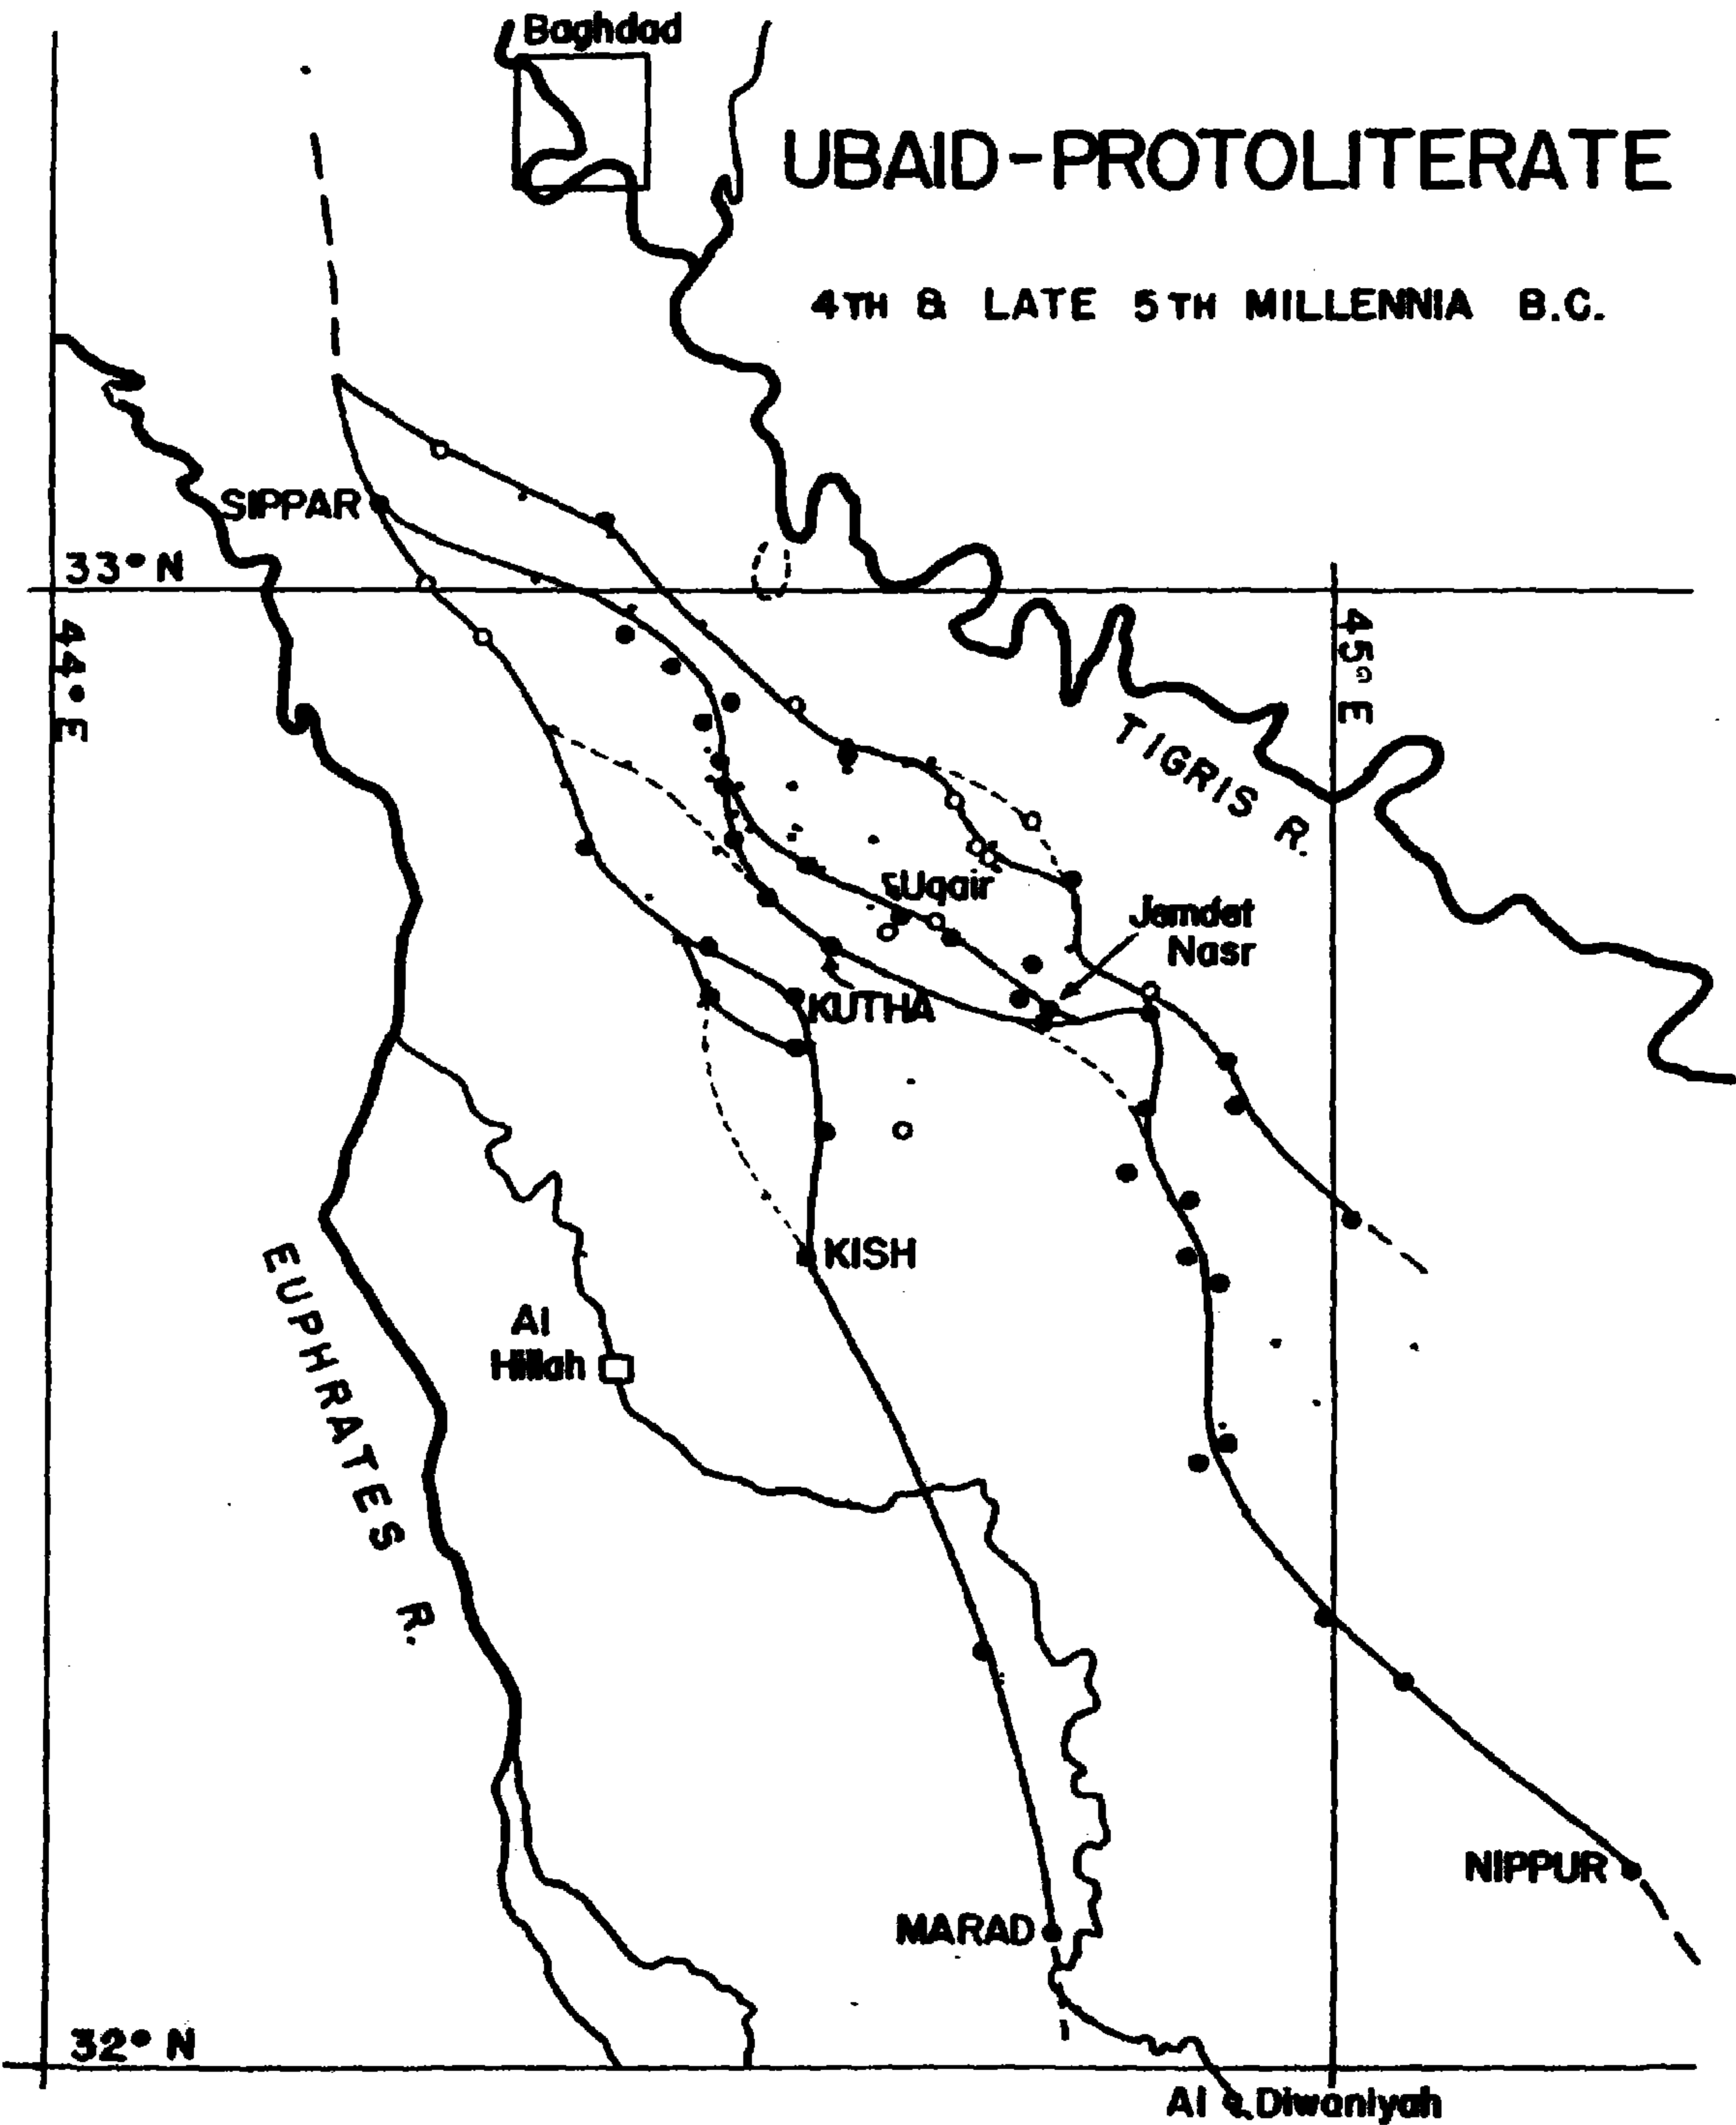 Baghdad
UBAID-PROTOLITERATE
4TH & LATE 5TH MILLENNIA B.C.
SIPPAR
33° N
44° E
45° E
TIGRIS R.
Uqair
Jemdet
Nasr
KUTHA
KISH
EUPHRATES R.
Al
Hillah
NIPPUR
MARAD
32° N
Al Diwaniyah